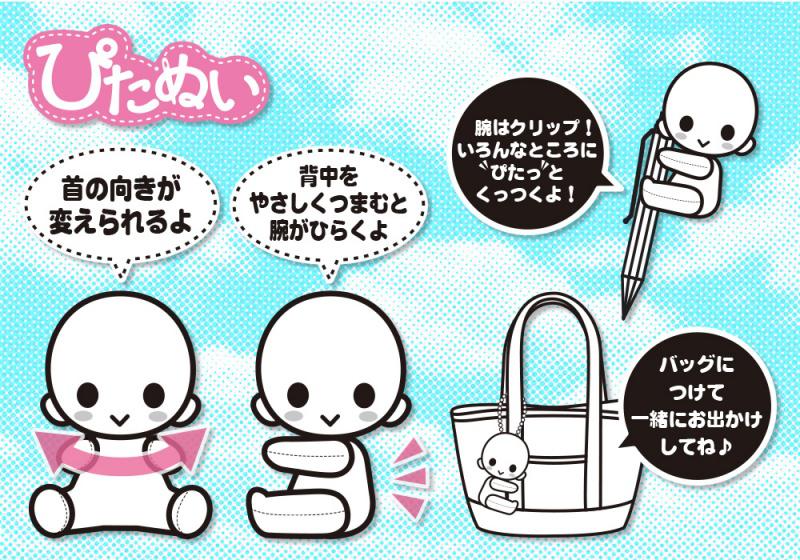 ぴたぬい
首の向きが
変えられるよ
背中を
やさしくつまむと
腕がひらくよ
腕はクリップ！
いろんなところに
〝ぴたっ〟と
くっつくよ！
バッグに
つけて
一緒にお出かけ
してね♪